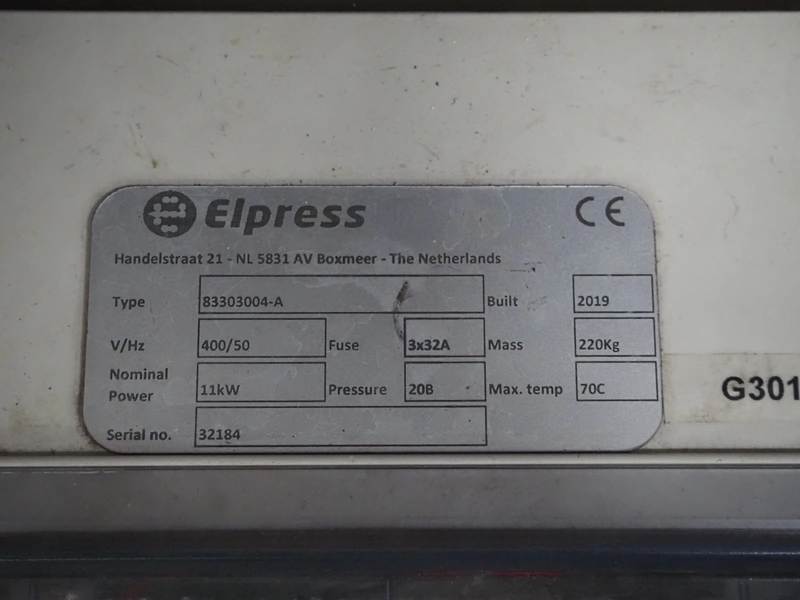 Elpress CE
Handelstraat 21 - NL 5831 AV Boxmeer - The Netherlands
Type 83303004-A Built 2019
V/Hz 400/50 Fuse 3x32A Mass 220Kg
Nominal Power 11kW Pressure 20B Max. temp 70C
Serial no. 32184
G301